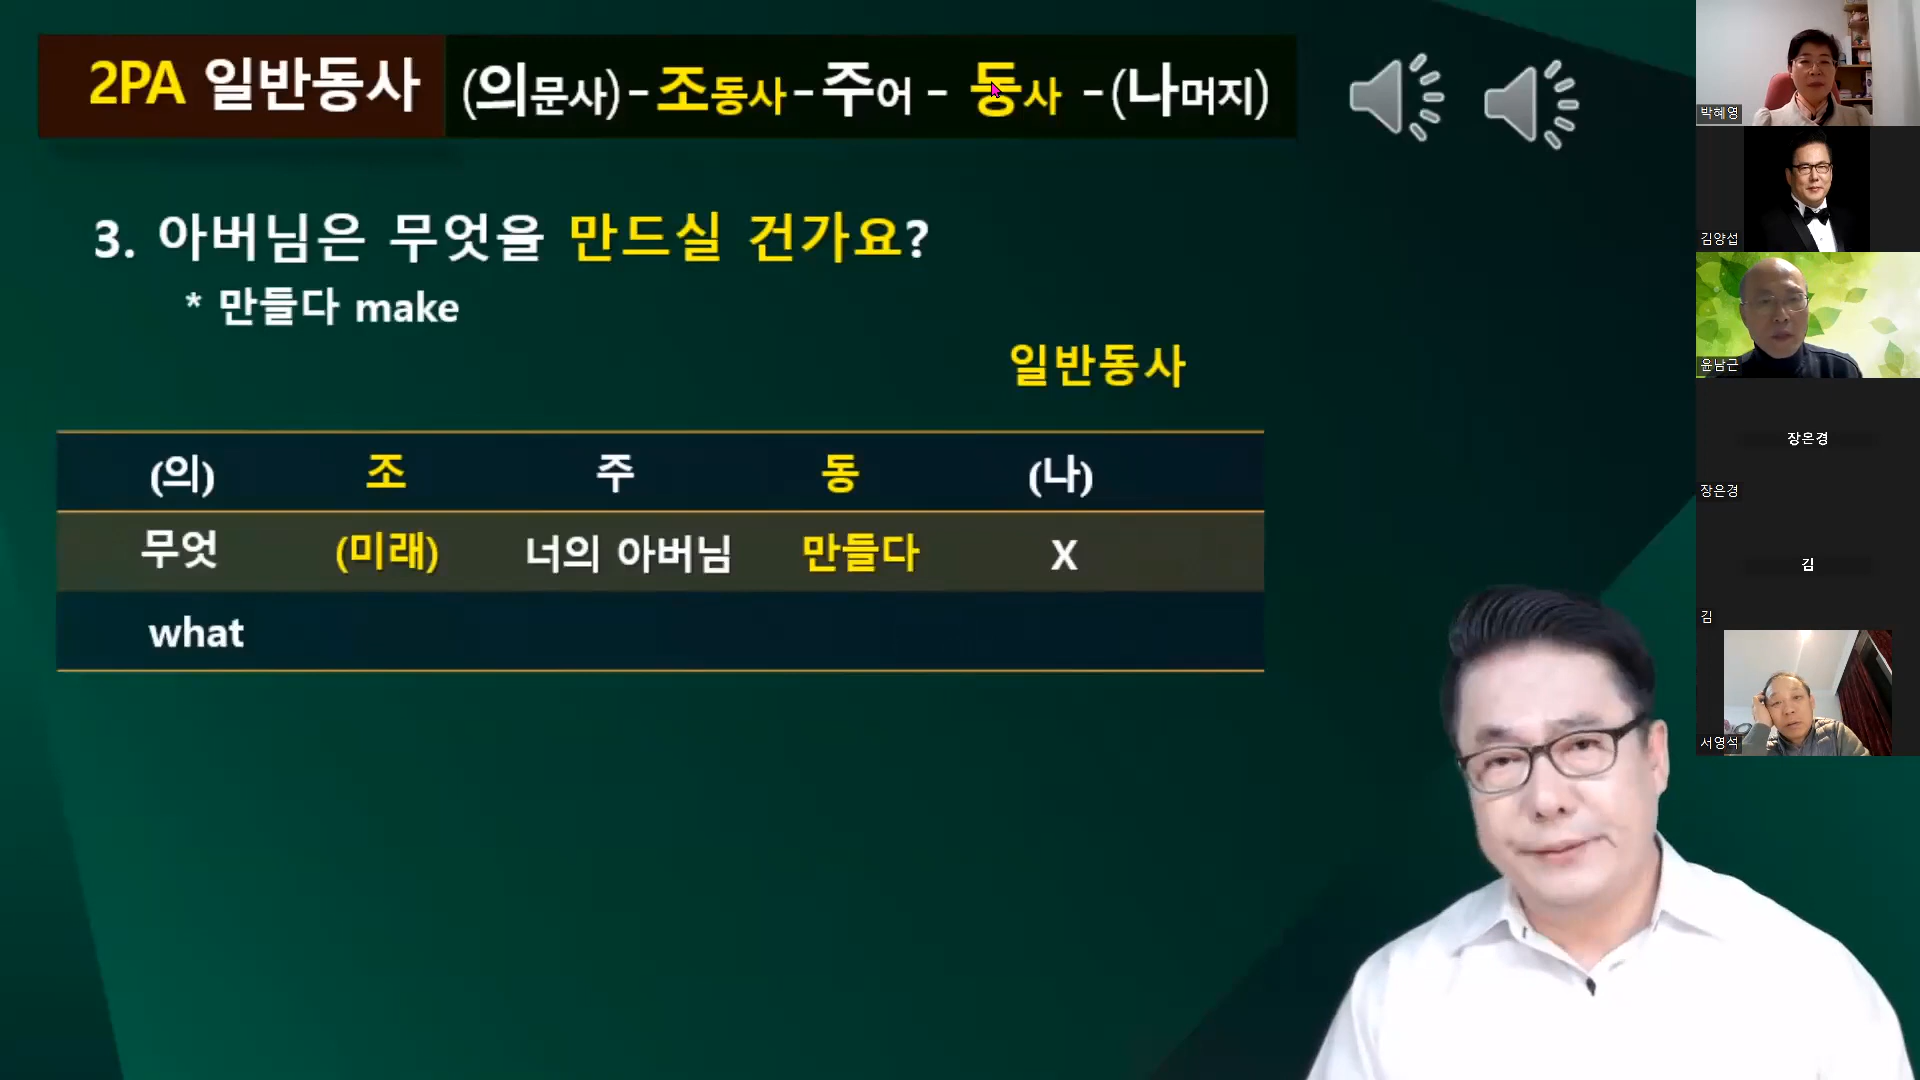 2PA 일반동사 (의문사) - 조동사 - 주어 - 동사 - (나머지)
3. 아버님은 무엇을 만드실 건가요?
* 만들다 make
일반동사
(의) 조 주 동 (나)
무엇 (미래) 너의 아버님 만들다 X
what
박혜영
김양섭
윤남근
장은경
장은경
김
김
서영석